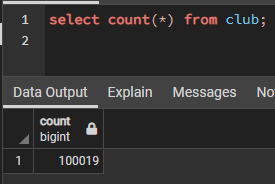 1 select count(*) from club;
2
Data Output Explain Messages No
count
bigint
1 100019